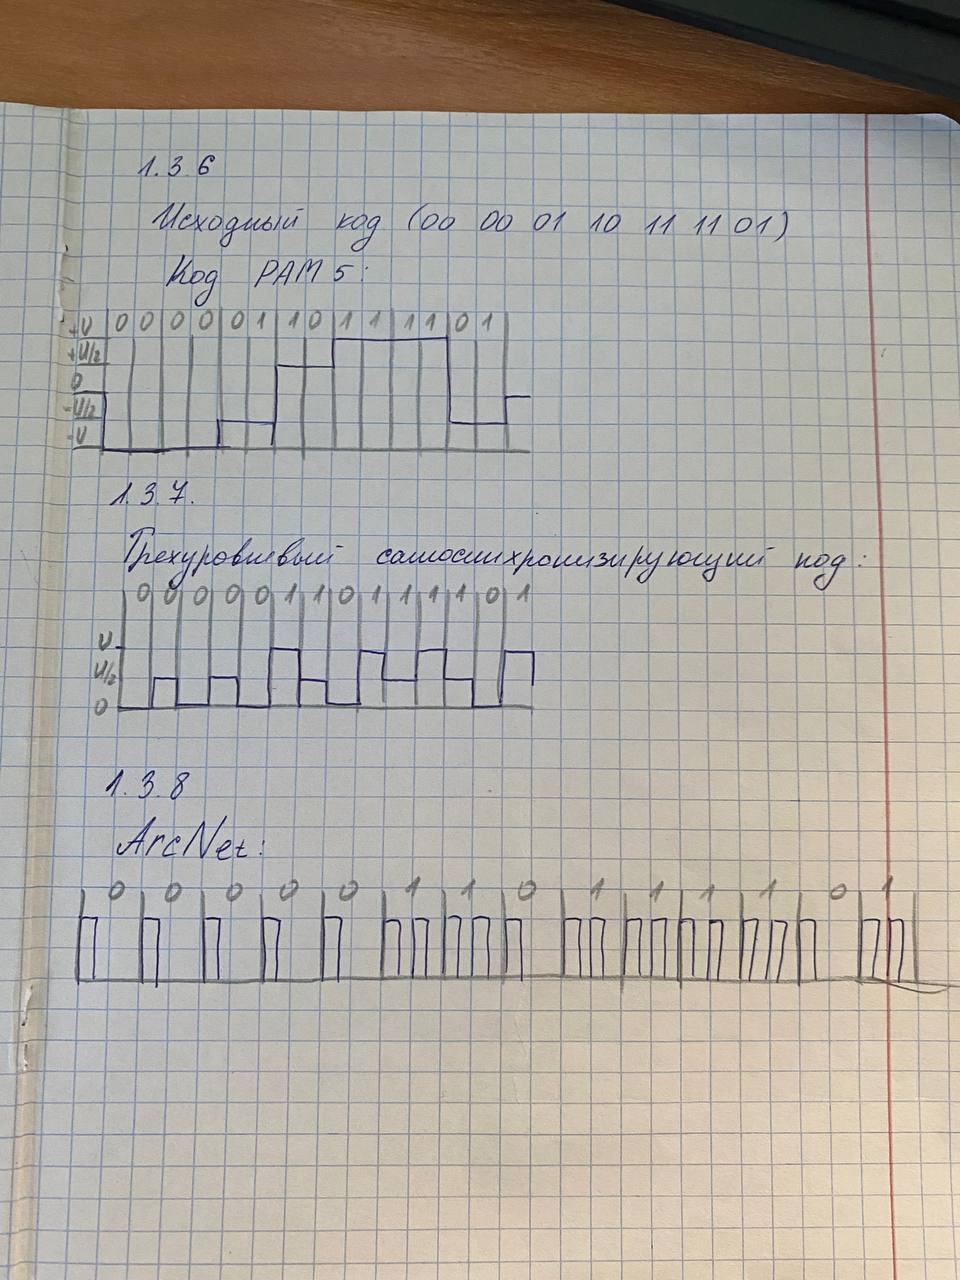 1.3.6
Исходный код (00 00 01 10 11 11 01)
Код PAM 5:
+U 0 0 0 0 0 1 1 0 1 1 1 1 0 1
+U/2
0
-U/2
-U
1.3.7.
Трехуровневый самосинхронизирующий код:
0 0 0 0 0 1 1 0 1 1 1 1 0 1
U
U/2
0
1.3.8
ArcNet:
0 0 0 0 0 1 1 0 1 1 1 1 0 1